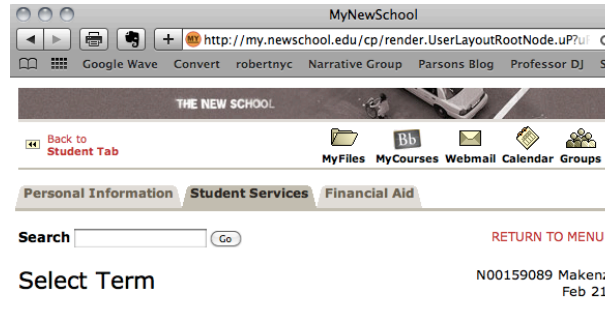 MyNewSchool
http://my.newschool.edu/cp/render.UserLayoutRootNode.uP?u
Google Wave Convert robertnyc Narrative Group Parsons Blog Professor DJ S
THE NEW SCHOOL
Back to
Student Tab
Bb
MyFiles MyCourses Webmail Calendar Groups
Personal Information Student Services Financial Aid
Search Go RETURN TO MENU
Select Term N00159089 Makenz
Feb 21